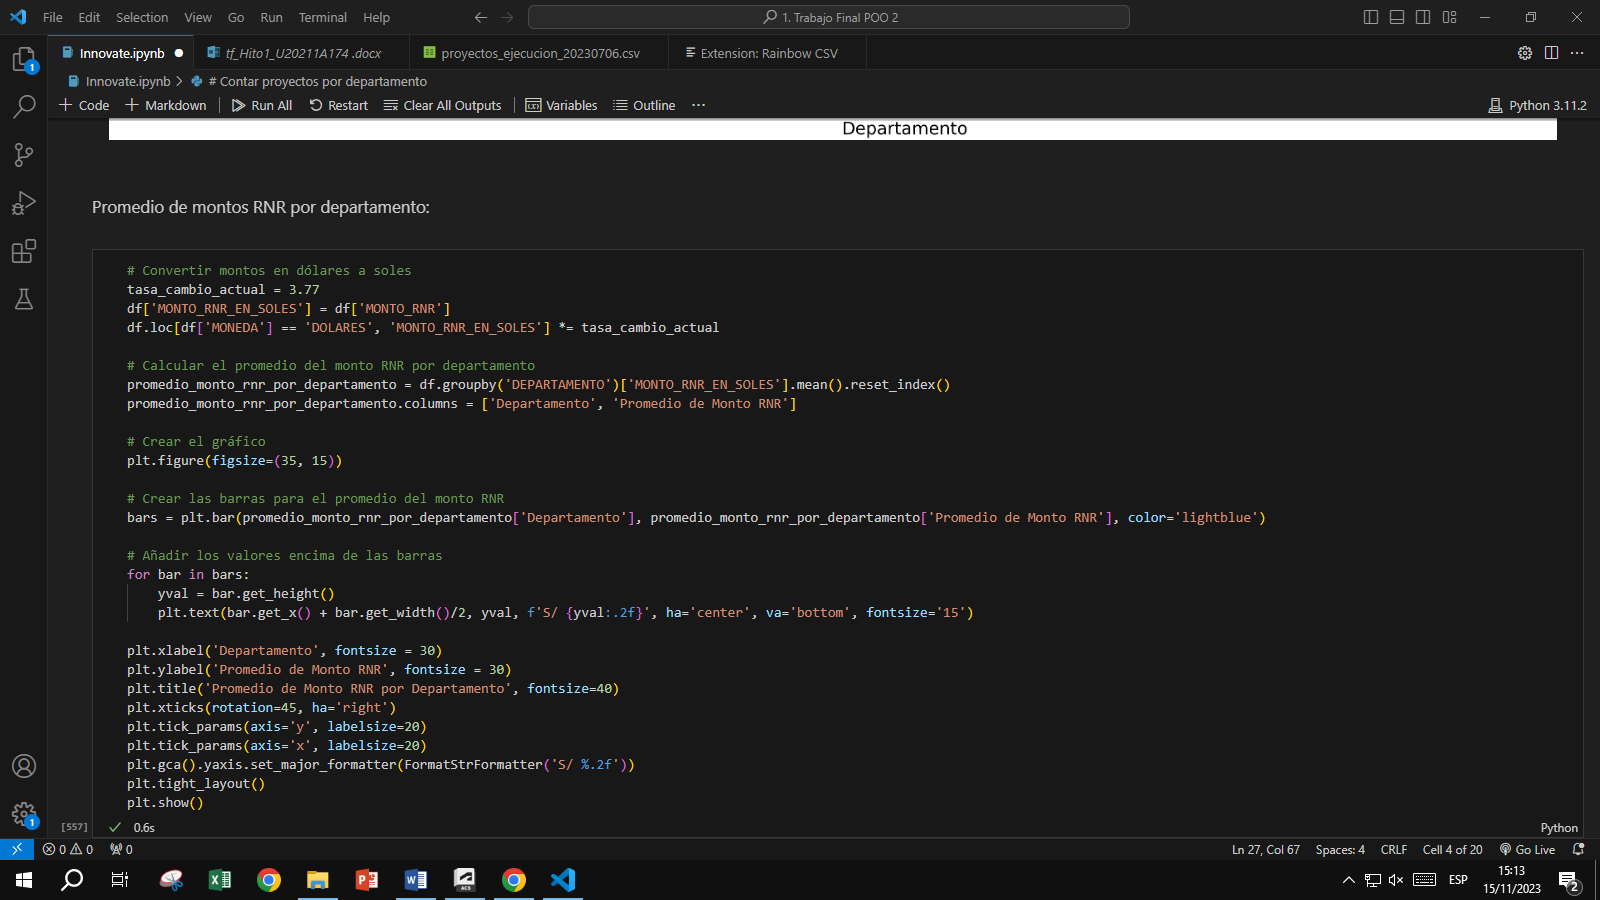 File Edit Selection View Go Run Terminal Help
1. Trabajo Final POO 2
Innovate.ipynb
tf_Hito1_U20211A174 .docx
proyectos_ejecucion_20230706.csv
Extension: Rainbow CSV
Innovate.ipynb > # Contar proyectos por departamento
Code Markdown Run All Restart Clear All Outputs Variables Outline ...
Python 3.11.2
Departamento
Promedio de montos RNR por departamento:
# Convertir montos en dólares a soles
tasa_cambio_actual = 3.77
df['MONTO_RNR_EN_SOLES'] = df['MONTO_RNR']
df.loc[df['MONEDA'] == 'DOLARES', 'MONTO_RNR_EN_SOLES'] *= tasa_cambio_actual
# Calcular el promedio del monto RNR por departamento
promedio_monto_rnr_por_departamento = df.groupby('DEPARTAMENTO')['MONTO_RNR_EN_SOLES'].mean().reset_index()
promedio_monto_rnr_por_departamento.columns = ['Departamento', 'Promedio de Monto RNR']
# Crear el gráfico
plt.figure(figsize=(35, 15))
# Crear las barras para el promedio del monto RNR
bars = plt.bar(promedio_monto_rnr_por_departamento['Departamento'], promedio_monto_rnr_por_departamento['Promedio de Monto RNR'], color='lightblue')
# Añadir los valores encima de las barras
for bar in bars:
    yval = bar.get_height()
    plt.text(bar.get_x() + bar.get_width()/2, yval, f'S/ {yval:.2f}', ha='center', va='bottom', fontsize='15')
plt.xlabel('Departamento', fontsize = 30)
plt.ylabel('Promedio de Monto RNR', fontsize = 30)
plt.title('Promedio de Monto RNR por Departamento', fontsize=40)
plt.xticks(rotation=45, ha='right')
plt.tick_params(axis='y', labelsize=20)
plt.tick_params(axis='x', labelsize=20)
plt.gca().yaxis.set_major_formatter(FormatStrFormatter('S/ %.2f'))
plt.tight_layout()
plt.show()
[557] 0.6s Python
0 0 0 Ln 27, Col 67 Spaces: 4 CRLF Cell 4 of 20 Go Live
ESP
15:13
15/11/2023
2